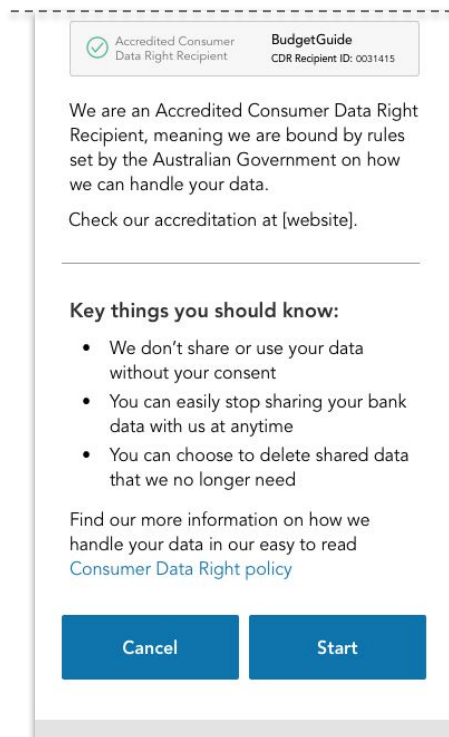 Accredited Consumer
Data Right Recipient
BudgetGuide
CDR Recipient ID: 0031415
We are an Accredited Consumer Data Right
Recipient, meaning we are bound by rules
set by the Australian Government on how
we can handle your data.
Check our accreditation at [website].
Key things you should know:
• We don't share or use your data
without your consent
• You can easily stop sharing your bank
data with us at anytime
• You can choose to delete shared data
that we no longer need
Find our more information on how we
handle your data in our easy to read
Consumer Data Right policy
Cancel
Start